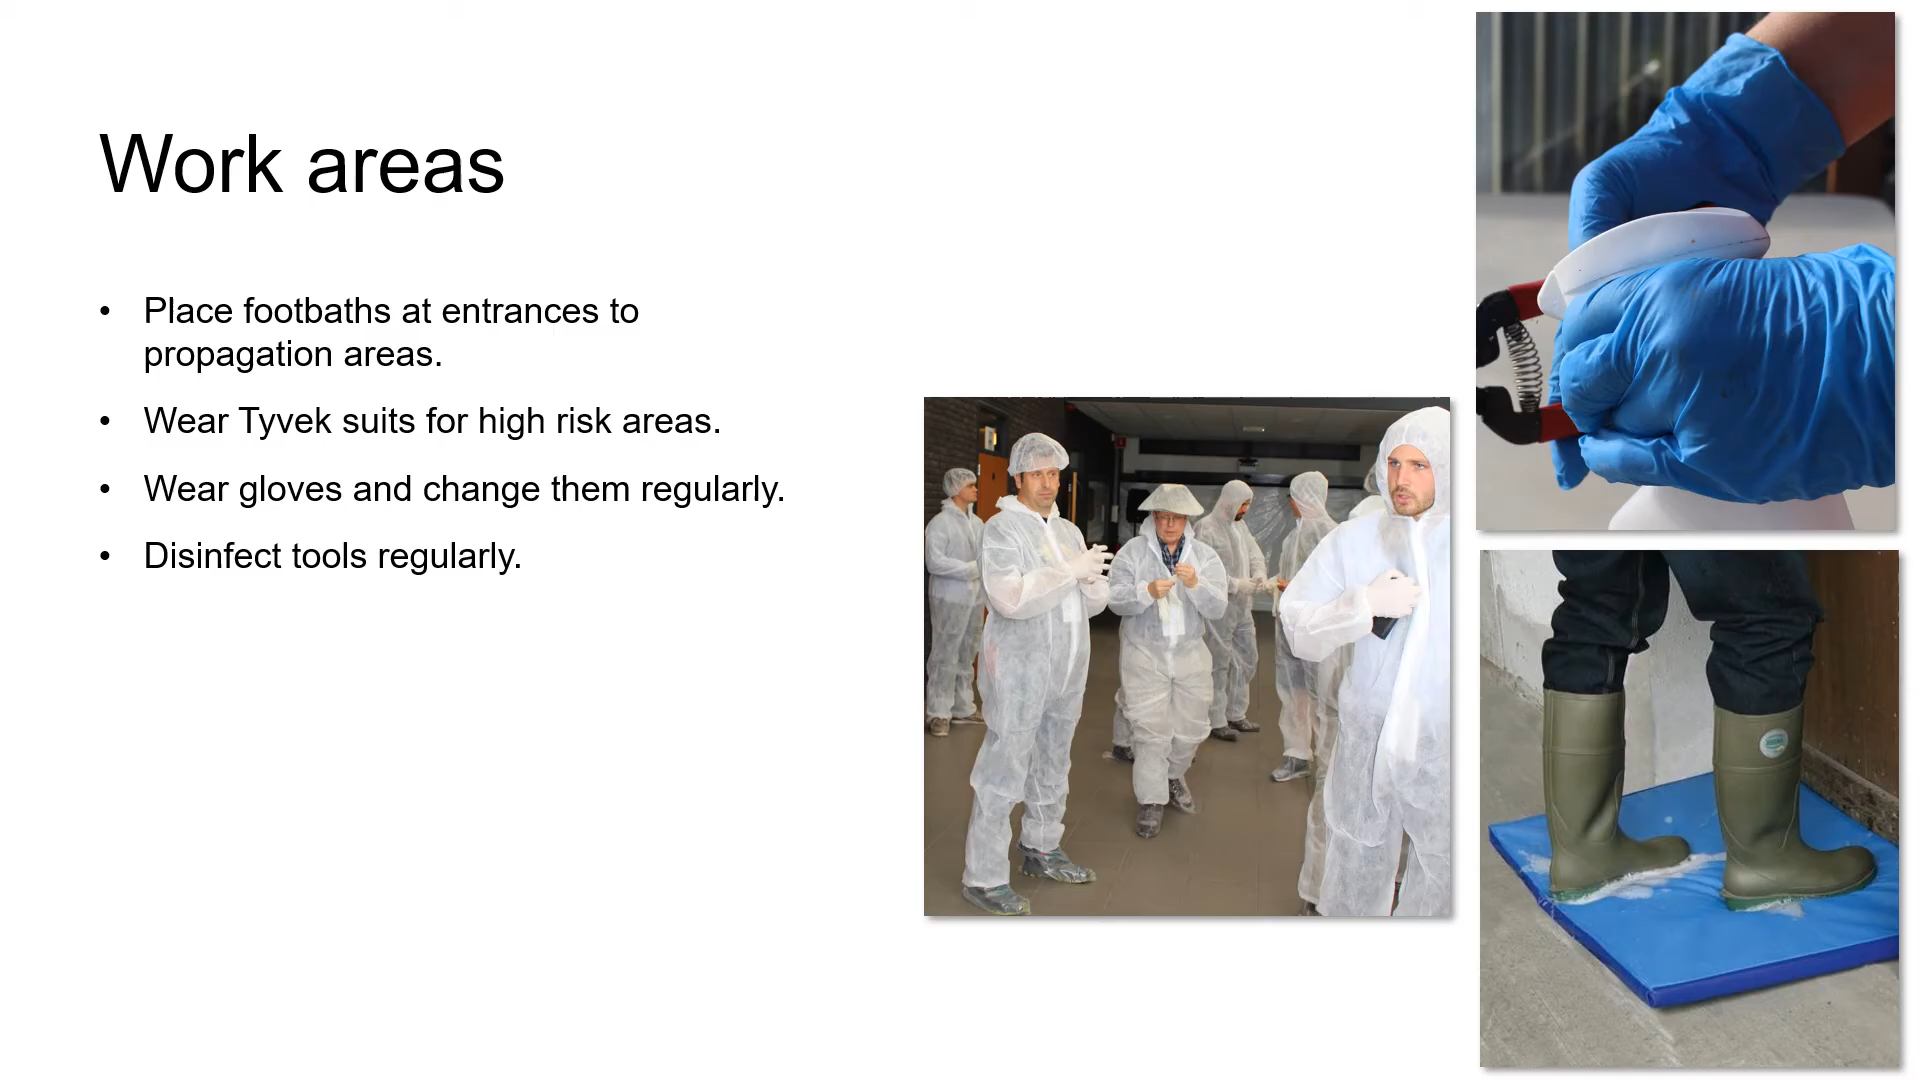 Work areas
• Place footbaths at entrances to
propagation areas.
• Wear Tyvek suits for high risk areas.
• Wear gloves and change them regularly.
• Disinfect tools regularly.